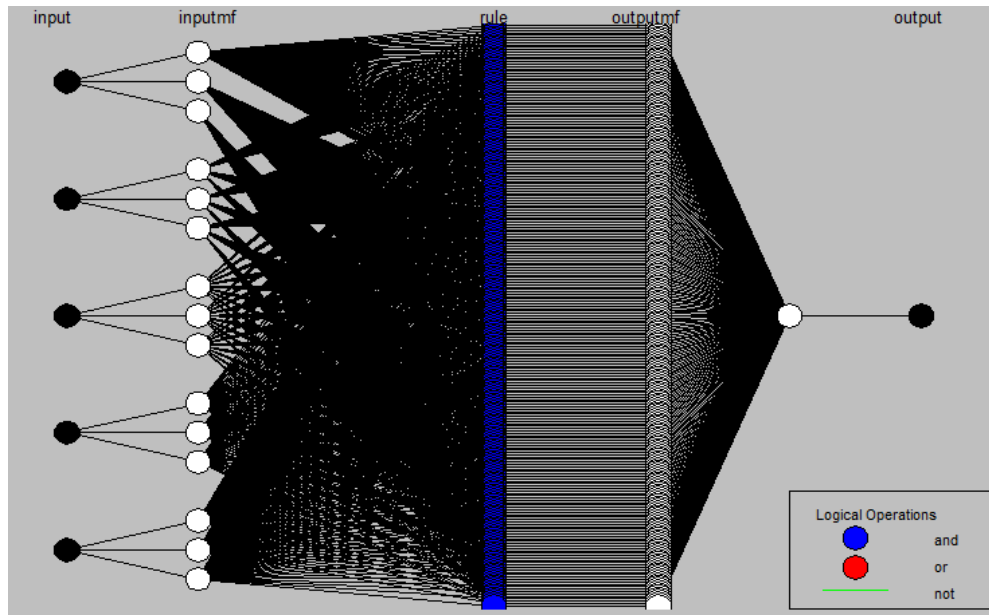 input
inputmf
rule
outputmf
output
Logical Operations
and
or
not